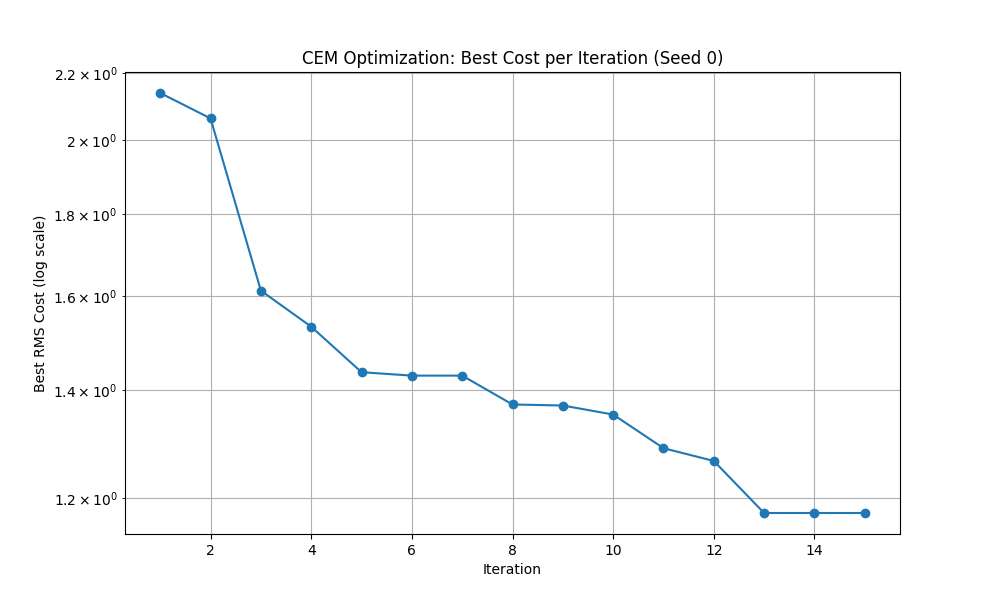 CEM Optimization: Best Cost per Iteration (Seed 0)
2.2 × 10⁰
2 × 10⁰
1.8 × 10⁰
1.6 × 10⁰
1.4 × 10⁰
1.2 × 10⁰
Best RMS Cost (log scale)
2 4 6 8 10 12 14
Iteration